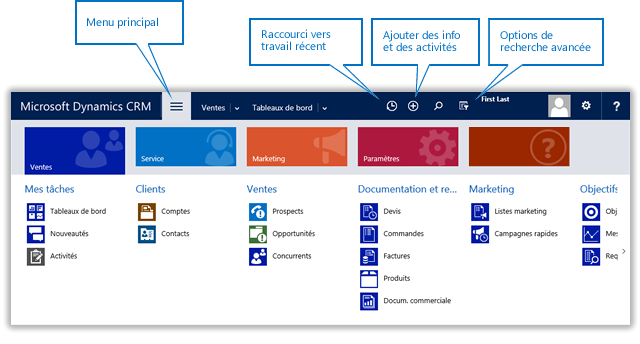 Menu principal
Raccourci vers
travail récent
Ajouter des info
et des activités
Options de
recherche avancée
Microsoft Dynamics CRM
Ventes
Tableaux de bord
First Last
?
Ventes
Service
Marketing
Paramètres
?
Mes tâches
Clients
Ventes
Documentation et re...
Marketing
Objectifs
Tableaux de bord
Comptes
Prospects
Devis
Listes marketing
Obj
Nouveautés
Contacts
Opportunités
Commandes
Campagnes rapides
Mes
Activités
Concurrents
Factures
Req
Produits
Docum. commerciale